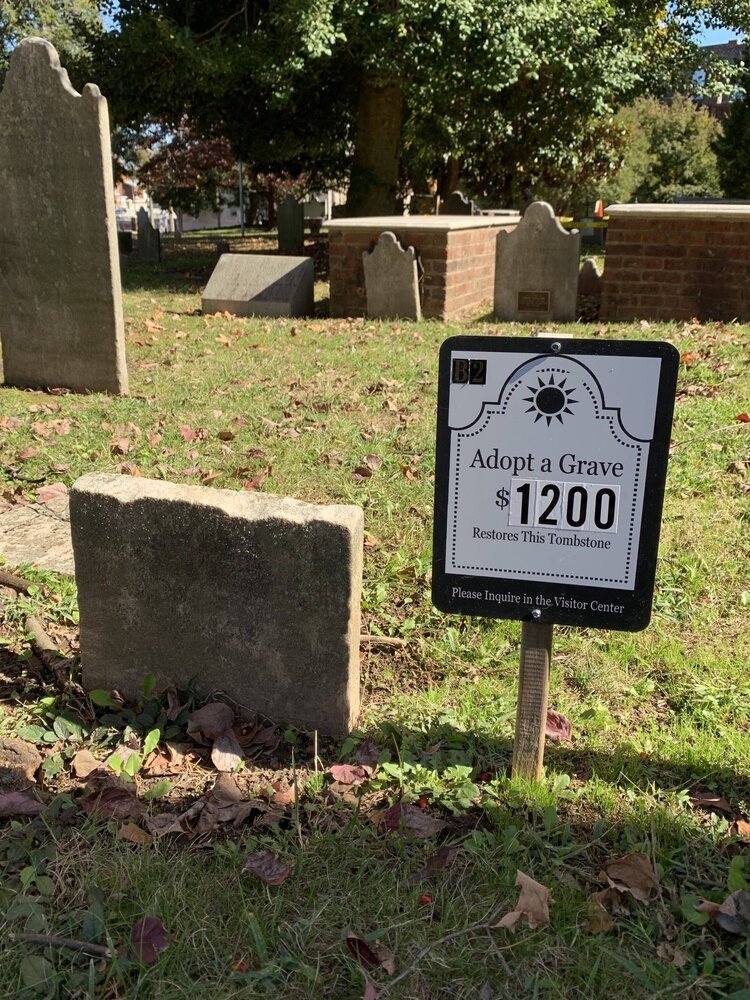 B2
Adopt a Grave
$1200
Restores This Tombstone
Please Inquire in the Visitor Center